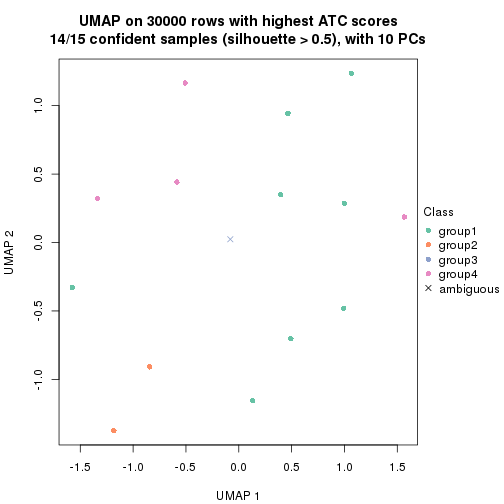 UMAP on 30000 rows with highest ATC scores
14/15 confident samples (silhouette > 0.5), with 10 PCs
1.0
0.5
0.0
-0.5
-1.0
UMAP 2
-1.5
-1.0
-0.5
0.0
0.5
1.0
1.5
UMAP 1
Class
group1
group2
group3
group4
ambiguous